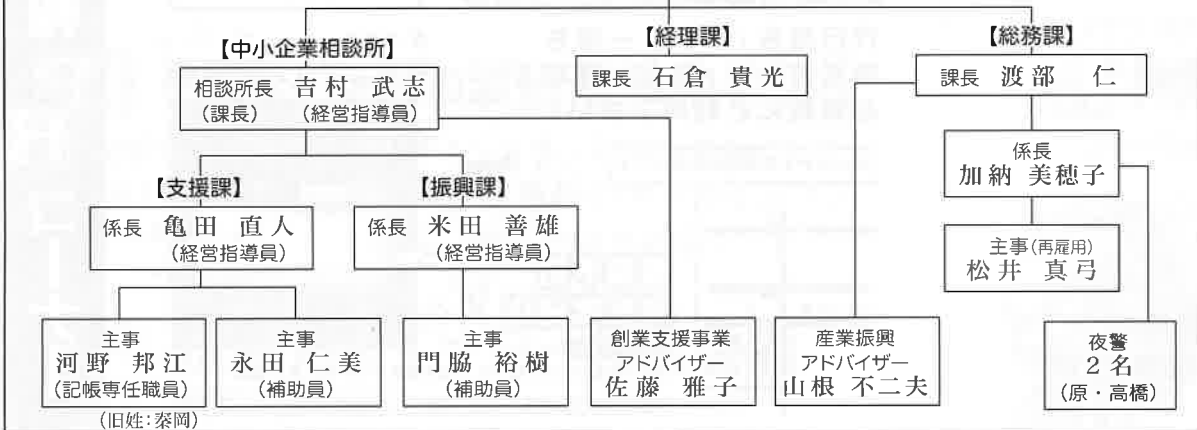 【中小企業相談所】
相談所長 吉村 武志
(課長) (経営指導員)
【経理課】
課長 石倉 貴光
【総務課】
課長 渡部 仁
係長
加納 美穂子
主事(再雇用)
松井 真弓
【支援課】
係長 亀田 直人
(経営指導員)
【振興課】
係長 米田 善雄
(経営指導員)
主事
河野 邦江
(記帳専任職員)
(旧姓:泰岡)
主事
永田 仁美
(補助員)
主事
門脇 裕樹
(補助員)
創業支援事業
アドバイザー
佐藤 雅子
産業振興
アドバイザー
山根 不二夫
夜警
2名
(原・高橋)